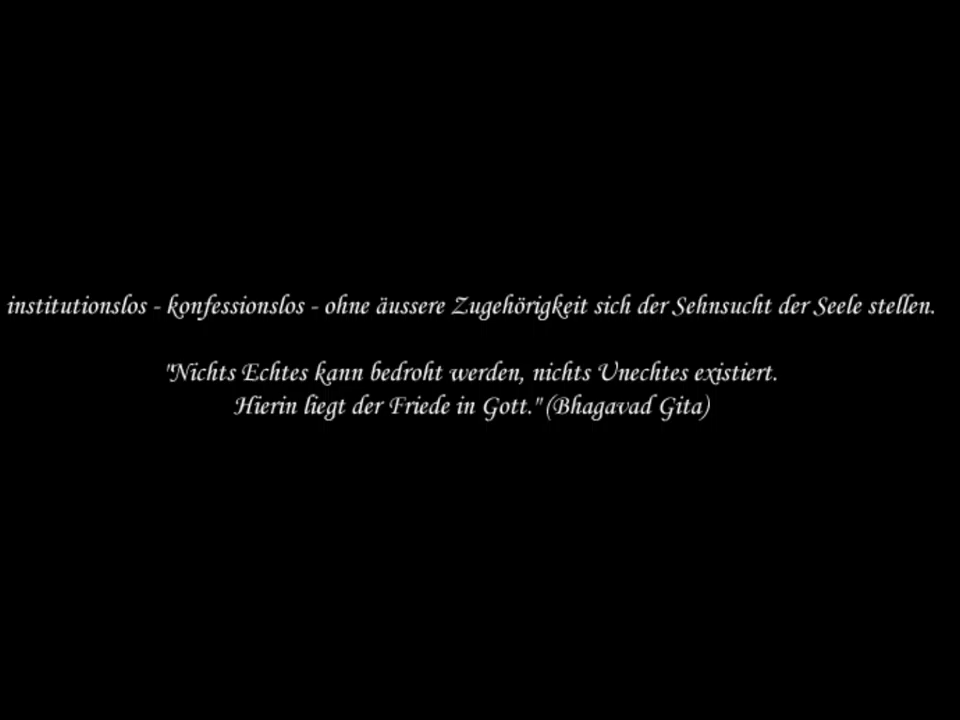 institutionslos - konfessionslos - ohne äussere Zugehörigkeit sich der Sehnsucht der Seele stellen.
"Nichts Echtes kann bedroht werden, nichts Unechtes existiert.
Hierin liegt der Friede in Gott." (Bhagavad Gita)